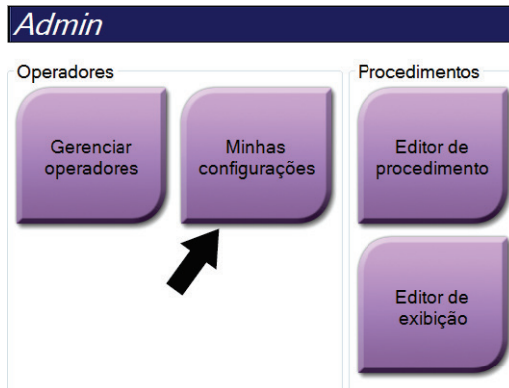 Admin
Operadores
Gerenciar
operadores
Minhas
configurações
Procedimentos
Editor de
procedimento
Editor de
exibição